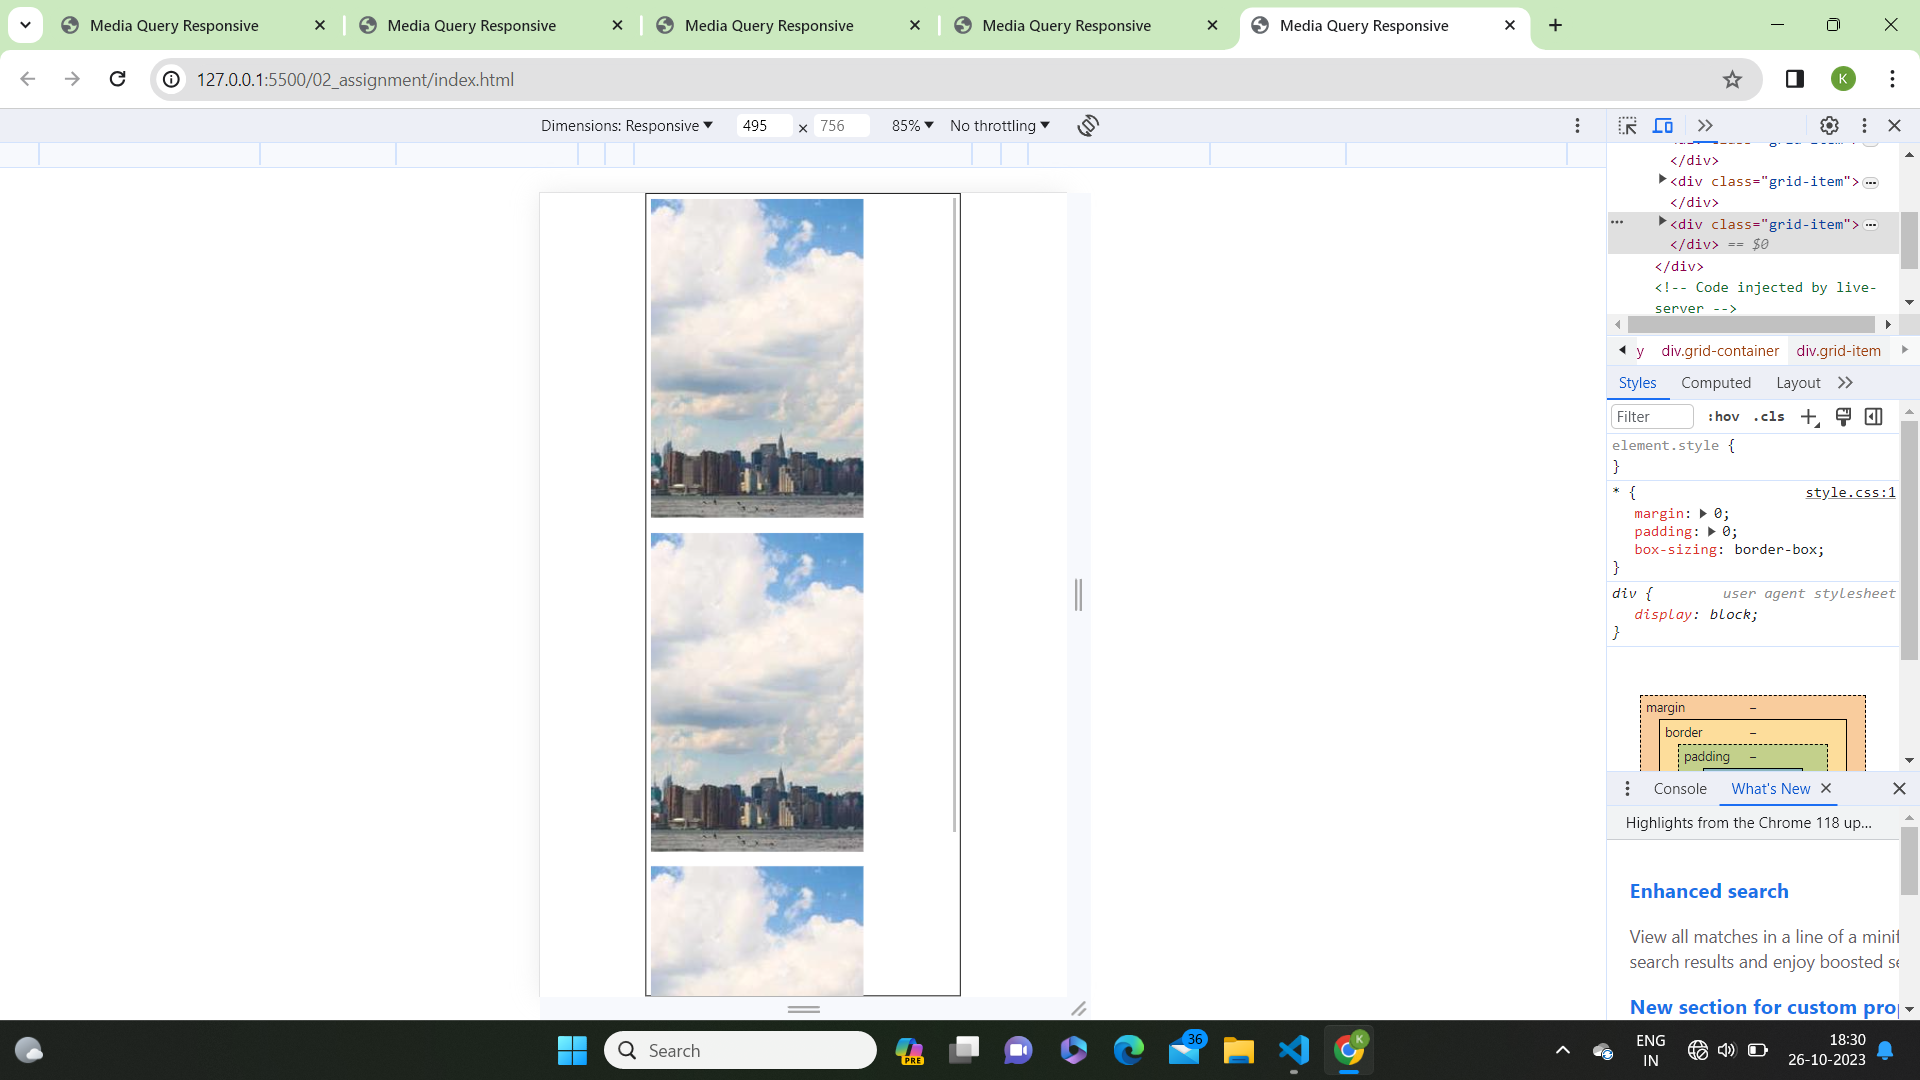 Media Query Responsive
Media Query Responsive
Media Query Responsive
Media Query Responsive
Media Query Responsive
127.0.0.1:5500/02_assignment/index.html
K
Dimensions: Responsive 495 × 756 85% No throttling
</div>
<div class="grid-item">
</div>
<div class="grid-item">
</div> == $0
</div>
<!-- Code injected by live-
server -->
y div.grid-container div.grid-item
Styles Computed Layout
Filter :hov .cls
element.style {
}
* { style.css:1
margin: 0;
padding: 0;
box-sizing: border-box;
}
div { user agent stylesheet
display: block;
}
margin –
border –
padding –
Console What's New
Highlights from the Chrome 118 up...
Enhanced search
View all matches in a line of a
search results and enjoy boosted
New section for custom
Search
PRE
36
K
ENG
IN
18:30
26-10-2023